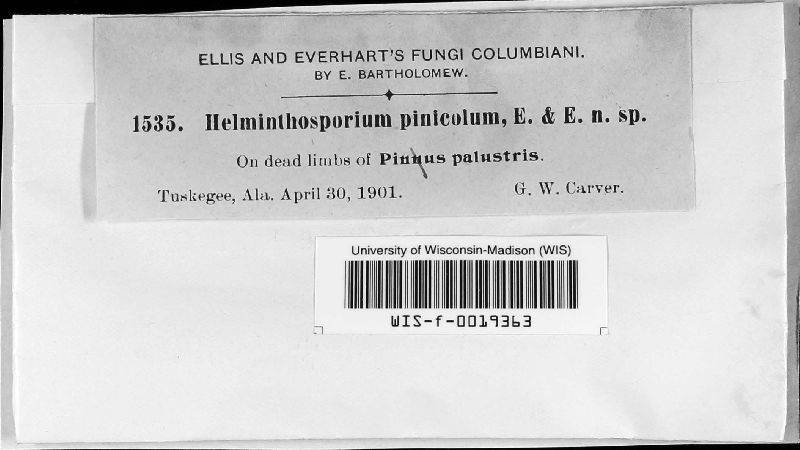 ELLIS AND EVERHART'S FUNGI COLUMBIANI.
BY E. BARTHOLOMEW.
1535. Helminthosporium pinicolum, E. & E. n. sp.
On dead limbs of Pinnus palustris.
Tuskegee, Ala. April 30, 1901. G. W. Carver.
University of Wisconsin-Madison (WIS)
WIS-f-0019363